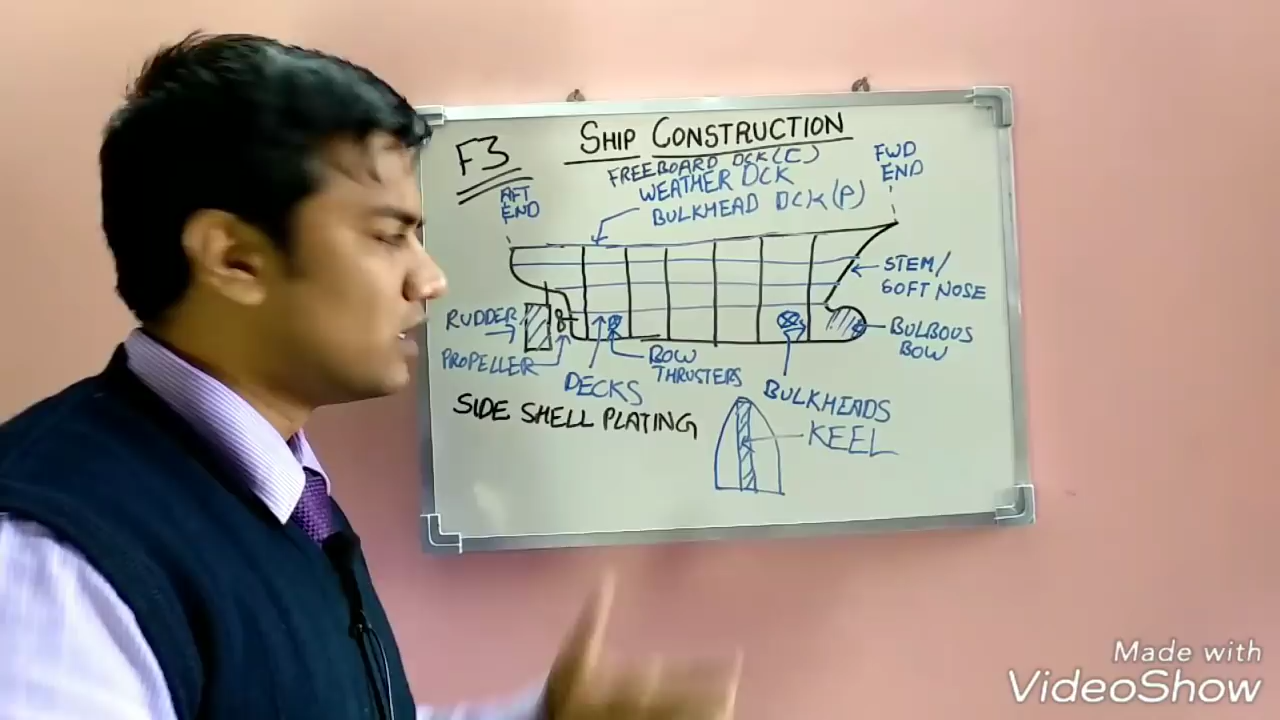 SHIP CONSTRUCTION
F3
FREEBOARD DCK (C)
WEATHER DCK
BULKHEAD DCK (P)
AFT
END
FWD
END
STEM/
SOFT NOSE
RUDDER
BULBOUS
BOW
PROPELLER
BOW
THRUSTERS
DECKS
BULKHEADS
SIDE SHELL PLATING
KEEL
Made with
VideoShow